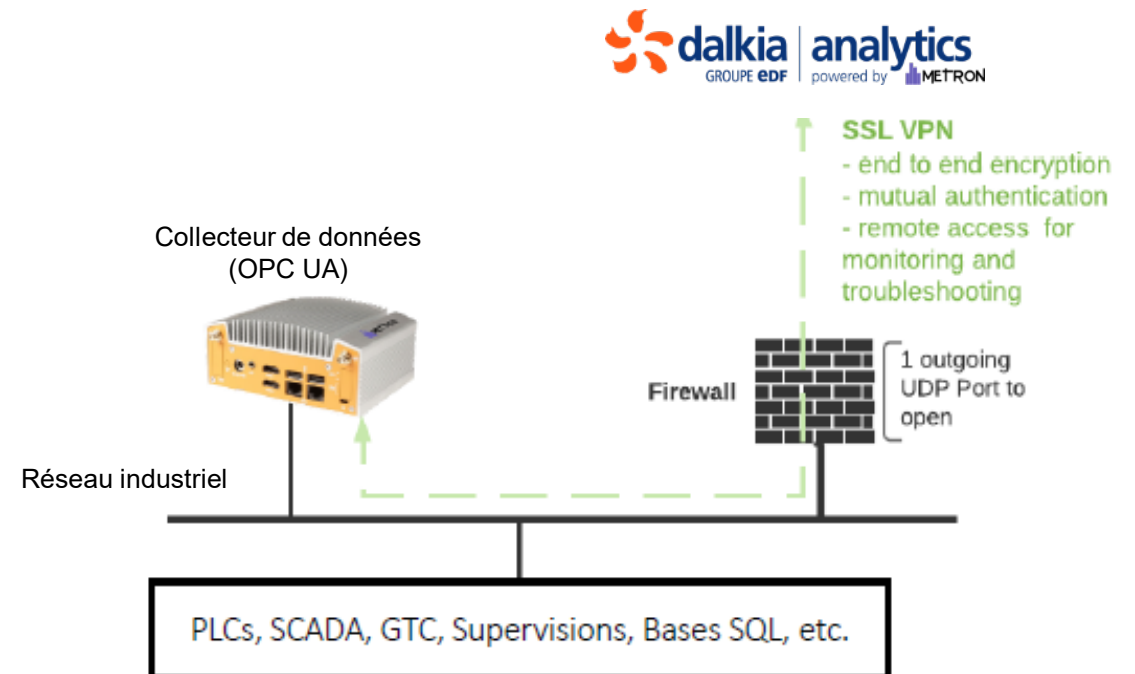 dalkia analytics
GROUPE eDF powered by METRON
SSL VPN
- end to end encryption
- mutual authentication
- remote access for
monitoring and
troubleshooting
Collecteur de données
(OPC UA)
METRON
Firewall
1 outgoing
UDP Port to
open
Réseau industriel
PLCs, SCADA, GTC, Supervisions, Bases SQL, etc.